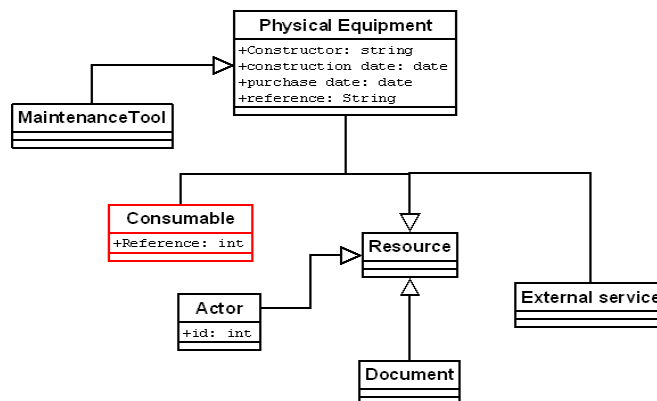 Physical Equipment
+Constructor: string
+construction date: date
+purchase date: date
+reference: String
MaintenanceTool
Consumable
+Reference: int
Resource
Actor
+id: int
External service
Document